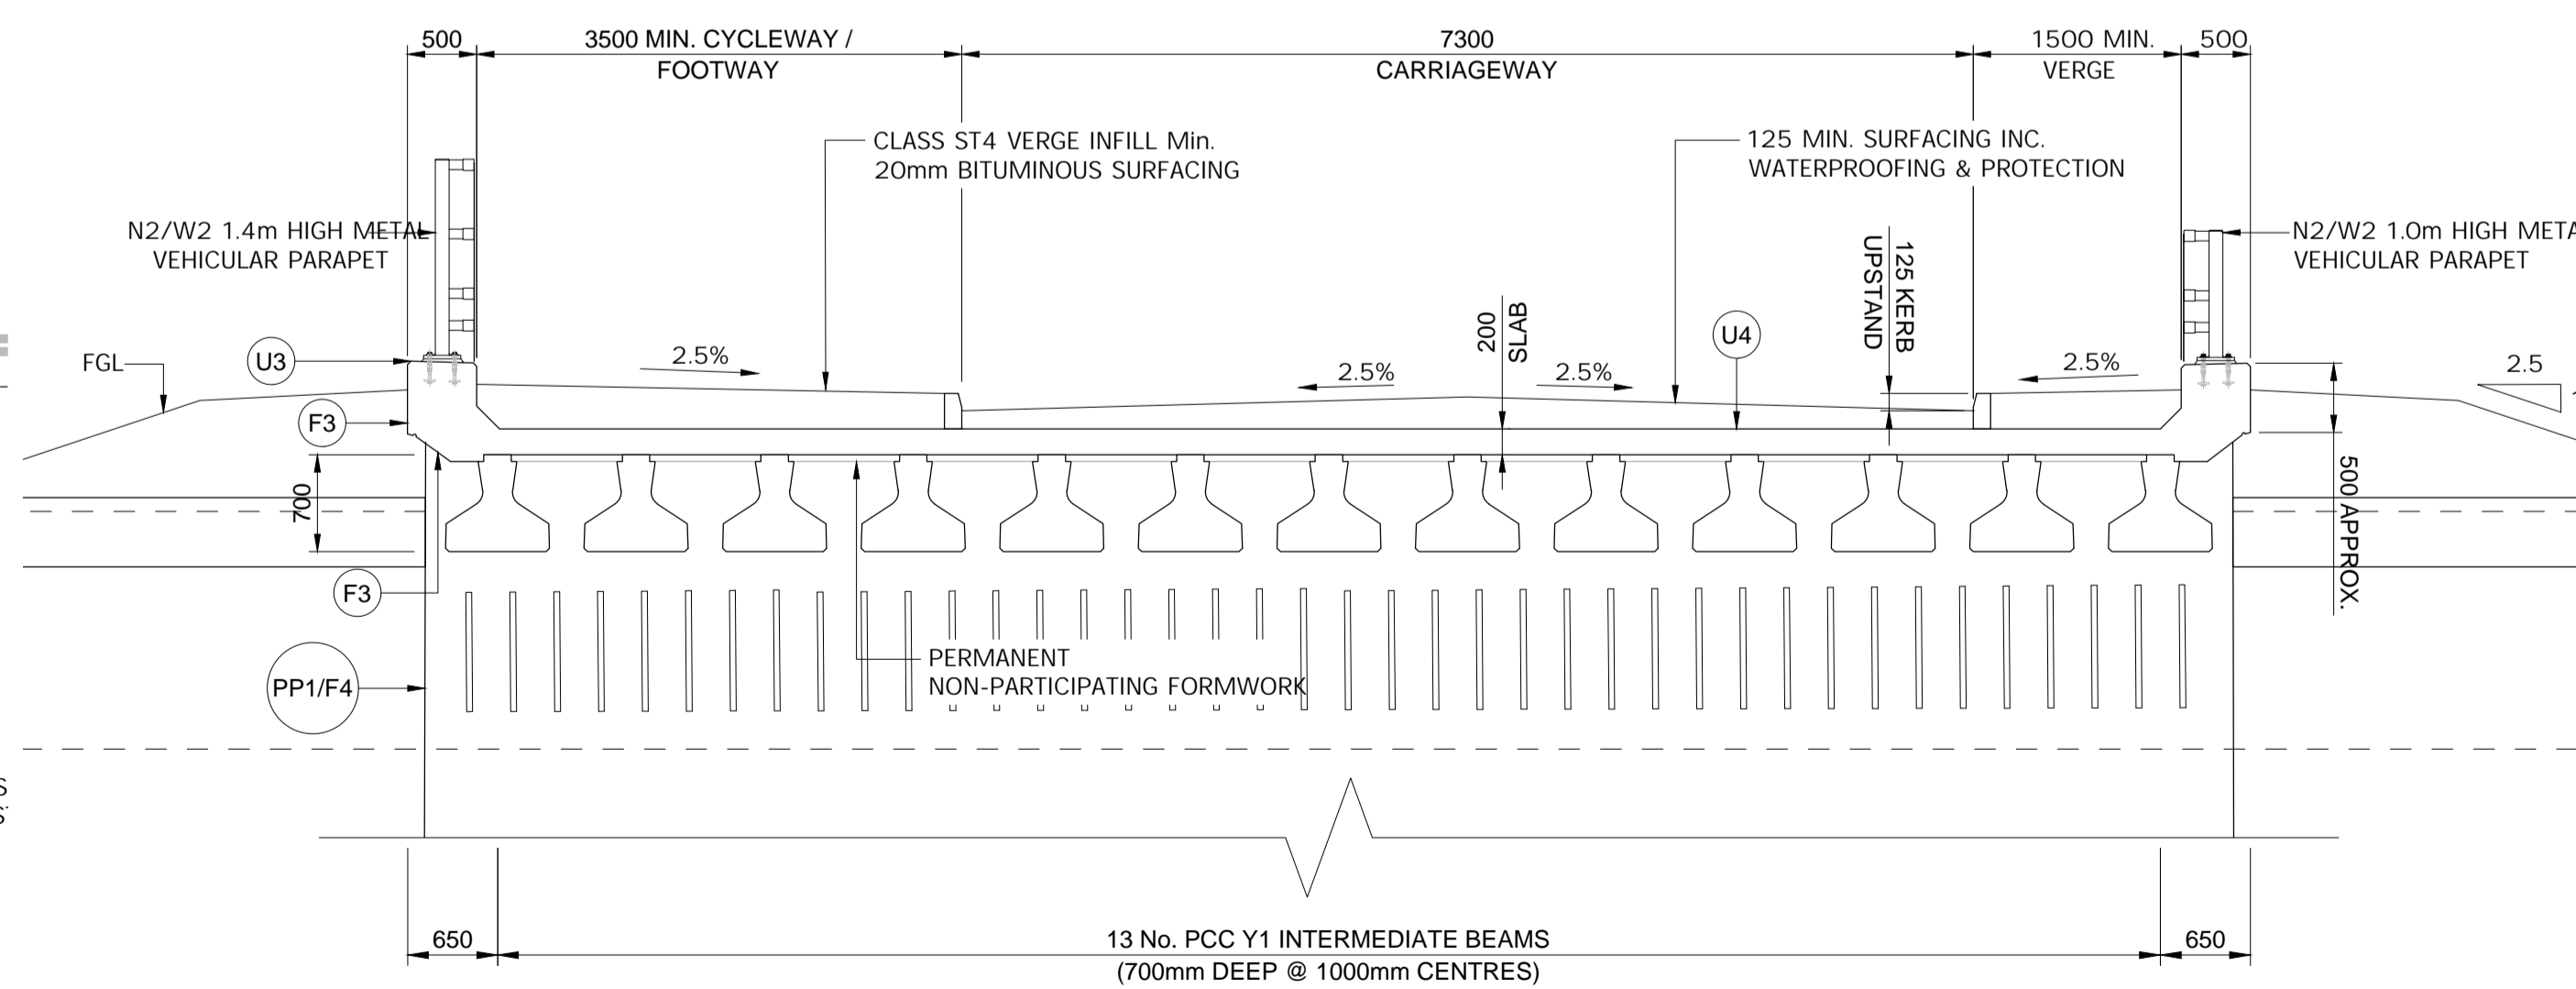 500
3500 MIN. CYCLEWAY /
FOOTWAY
7300
CARRIAGEWAY
1500 MIN.
VERGE
500
CLASS ST4 VERGE INFILL Min.
20mm BITUMINOUS SURFACING
125 MIN. SURFACING INC.
WATERPROOFING & PROTECTION
N2/W2 1.4m HIGH METAL
VEHICULAR PARAPET
N2/W2 1.0m HIGH META
VEHICULAR PARAPET
125 KERB
UPSTAND
200
SLAB
U4
FGL
U3
2.5%
2.5%
2.5%
2.5%
2.5
F3
700
500 APPROX.
F3
PERMANENT
NON-PARTICIPATING FORMWORK
PP1/F4
S
650
13 No. PCC Y1 INTERMEDIATE BEAMS
(700mm DEEP @ 1000mm CENTRES)
650